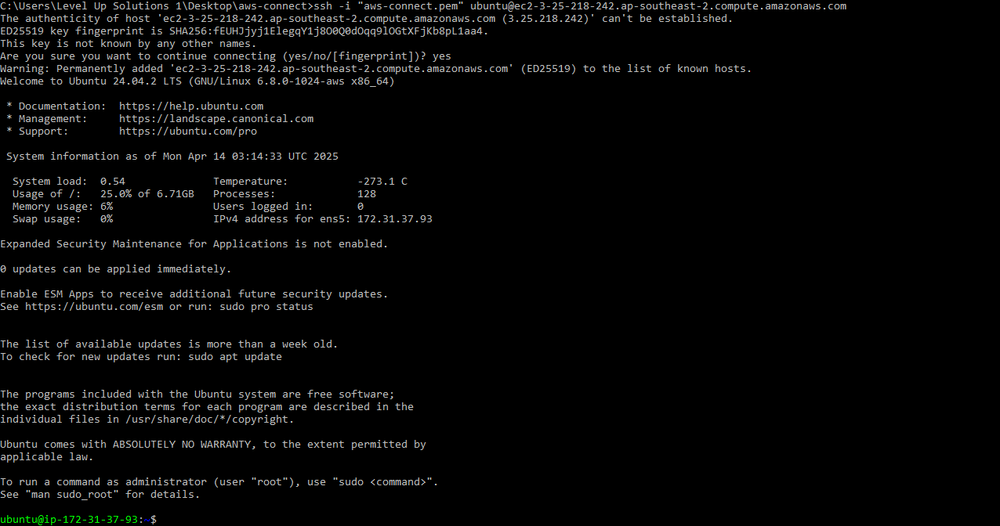 C:\Users\Level Up Solutions 1\Desktop\aws-connect>ssh -i "aws-connect.pem" ubuntu@ec2-3-25-218-242.ap-southeast-2.compute.amazonaws.com
The authenticity of host 'ec2-3-25-218-242.ap-southeast-2.compute.amazonaws.com (3.25.218.242)' can't be established.
ED25519 key fingerprint is SHA256:fEUHJjyj1ElegqY1j8O0Q0dOqq9lOGtXFjKb8pL1aa4.
This key is not known by any other names.
Are you sure you want to continue connecting (yes/no/[fingerprint])? yes
Warning: Permanently added 'ec2-3-25-218-242.ap-southeast-2.compute.amazonaws.com' (ED25519) to the list of known hosts.
Welcome to Ubuntu 24.04.2 LTS (GNU/Linux 6.8.0-1024-aws x86_64)

 * Documentation:  https://help.ubuntu.com
 * Management:     https://landscape.canonical.com
 * Support:        https://ubuntu.com/pro

 System information as of Mon Apr 14 03:14:33 UTC 2025

  System load:  0.54              Temperature:           -273.1 C
  Usage of /:   25.0% of 6.71GB   Processes:             128
  Memory usage: 6%                Users logged in:       0
  Swap usage:   0%                IPv4 address for ens5: 172.31.37.93

Expanded Security Maintenance for Applications is not enabled.

0 updates can be applied immediately.

Enable ESM Apps to receive additional future security updates.
See https://ubuntu.com/esm or run: sudo pro status

The list of available updates is more than a week old.
To check for new updates run: sudo apt update

The programs included with the Ubuntu system are free software;
the exact distribution terms for each program are described in the
individual files in /usr/share/doc/*/copyright.

Ubuntu comes with ABSOLUTELY NO WARRANTY, to the extent permitted by
applicable law.

To run a command as administrator (user "root"), use "sudo <command>".
See "man sudo_root" for details.

ubuntu@ip-172-31-37-93:~$